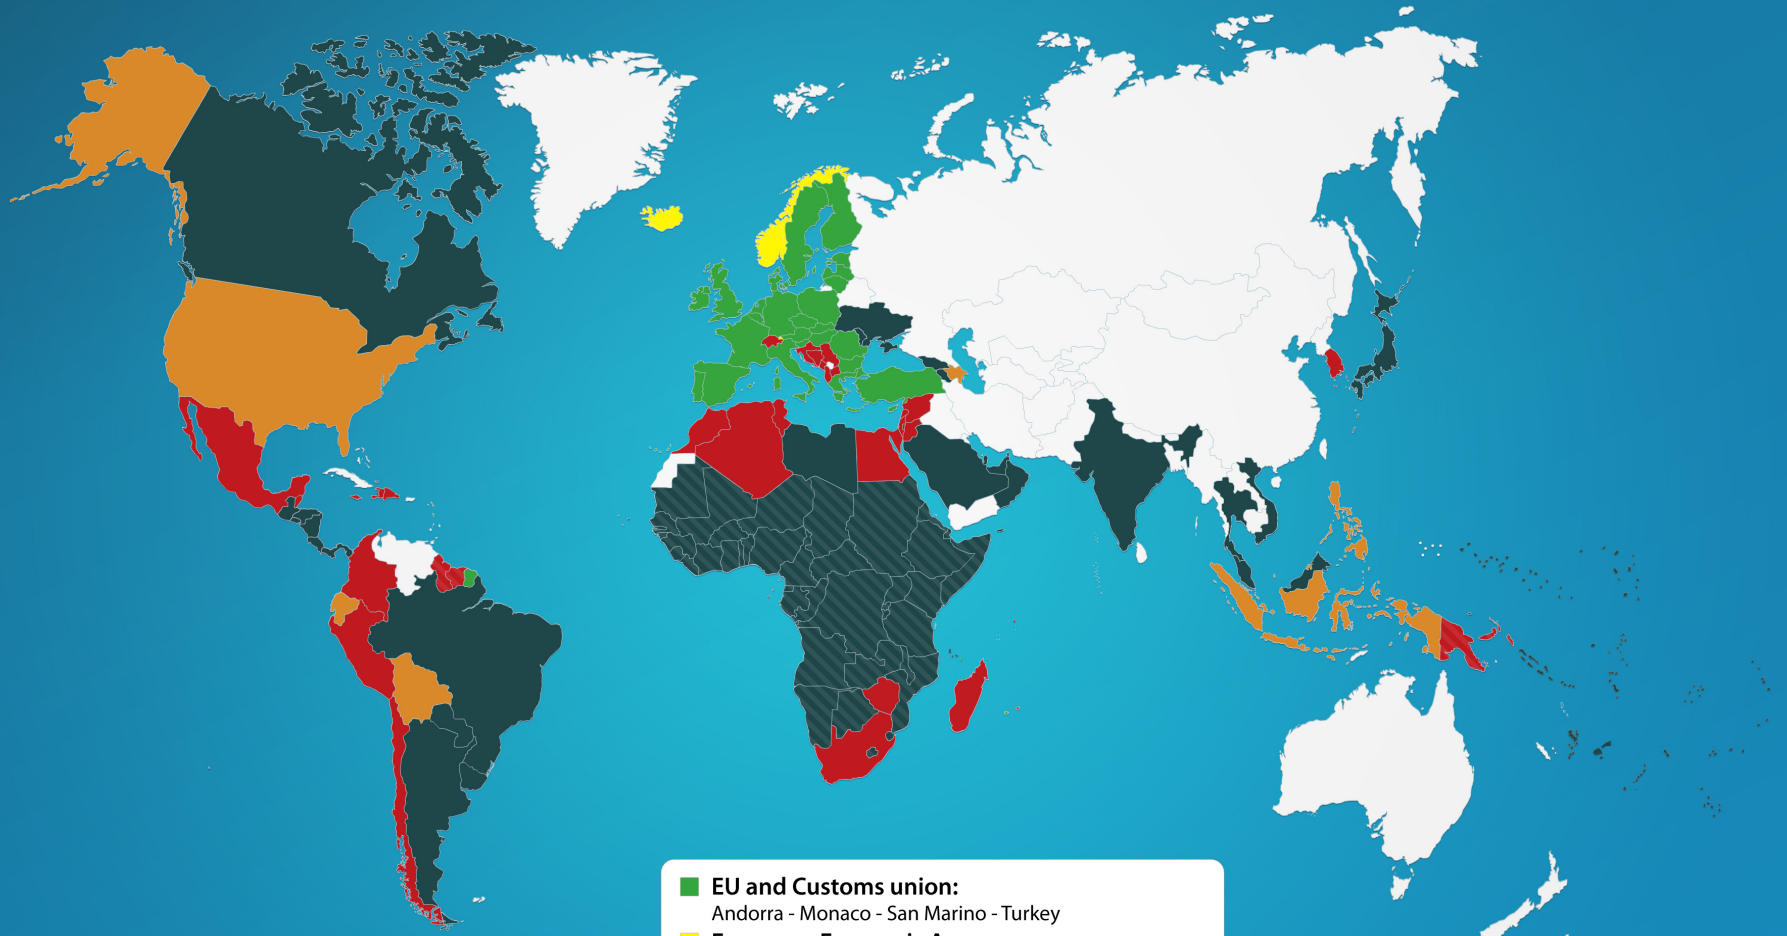 EU and Customs union:
Andorra - Monaco - San Marino - Turkey